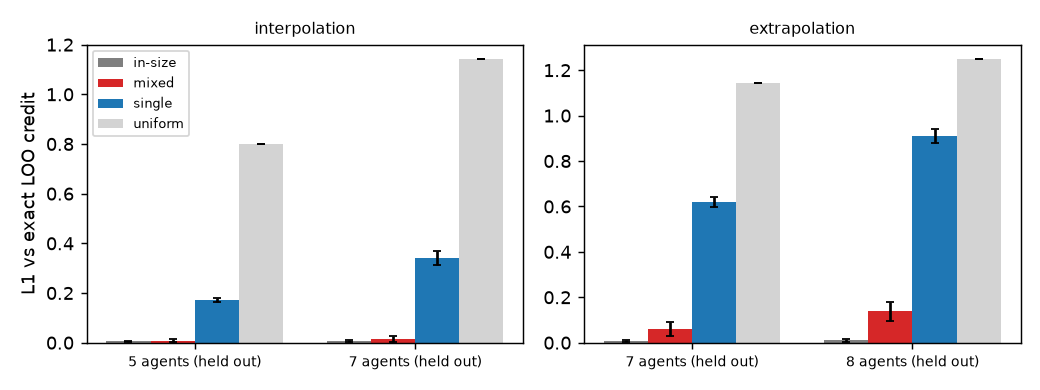 interpolation
extrapolation
L1 vs exact LOO credit
1.2
1.0
0.8
0.6
0.4
0.2
0.0
in-size
mixed
single
uniform
5 agents (held out)
7 agents (held out)
1.2
1.0
0.8
0.6
0.4
0.2
0.0
7 agents (held out)
8 agents (held out)